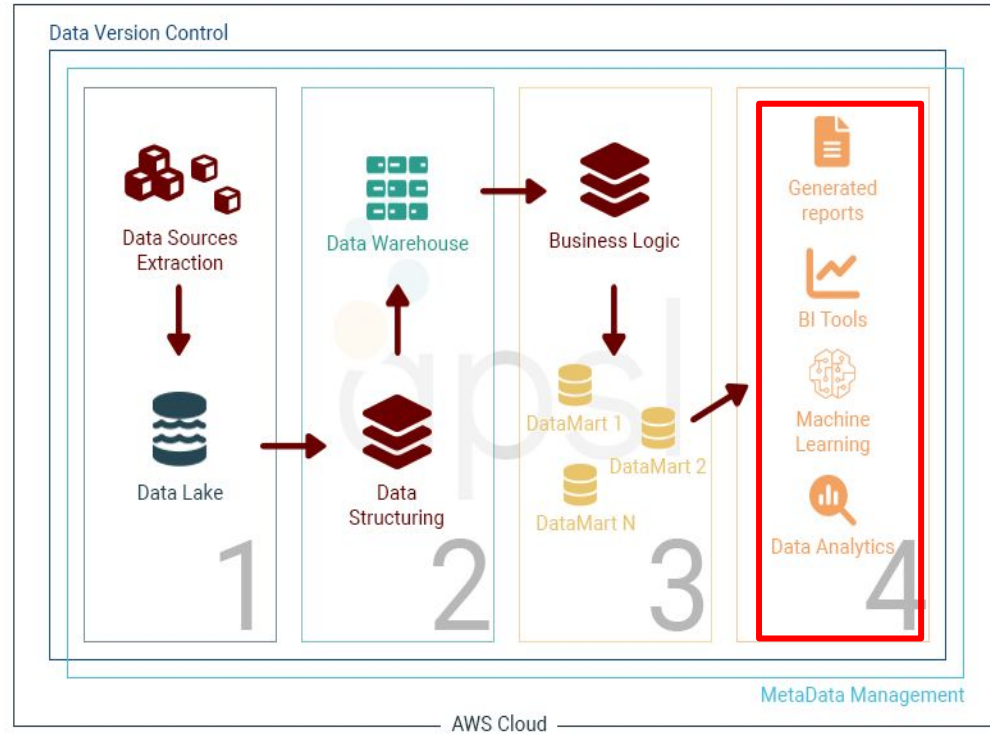 Data Version Control
Data Sources
Extraction
Data Lake
1
Data Warehouse
Data
Structuring
2
Business Logic
DataMart 1
DataMart 2
DataMart N
3
Generated
reports
BI Tools
Machine
Learning
Data Analytics
4
apsl
MetaData Management
AWS Cloud